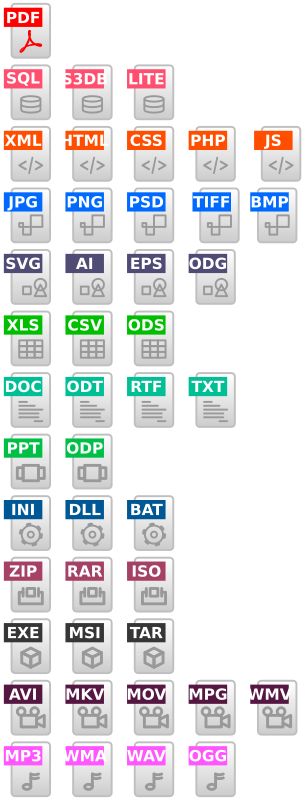 PDF
SQL S3DB LITE
XML HTML CSS PHP JS
JPG PNG PSD TIFF BMP
SVG AI EPS ODG
XLS CSV ODS
DOC ODT RTF TXT
PPT ODP
INI DLL BAT
ZIP RAR ISO
EXE MSI TAR
AVI MKV MOV MPG WMV
MP3 WMA WAV OGG